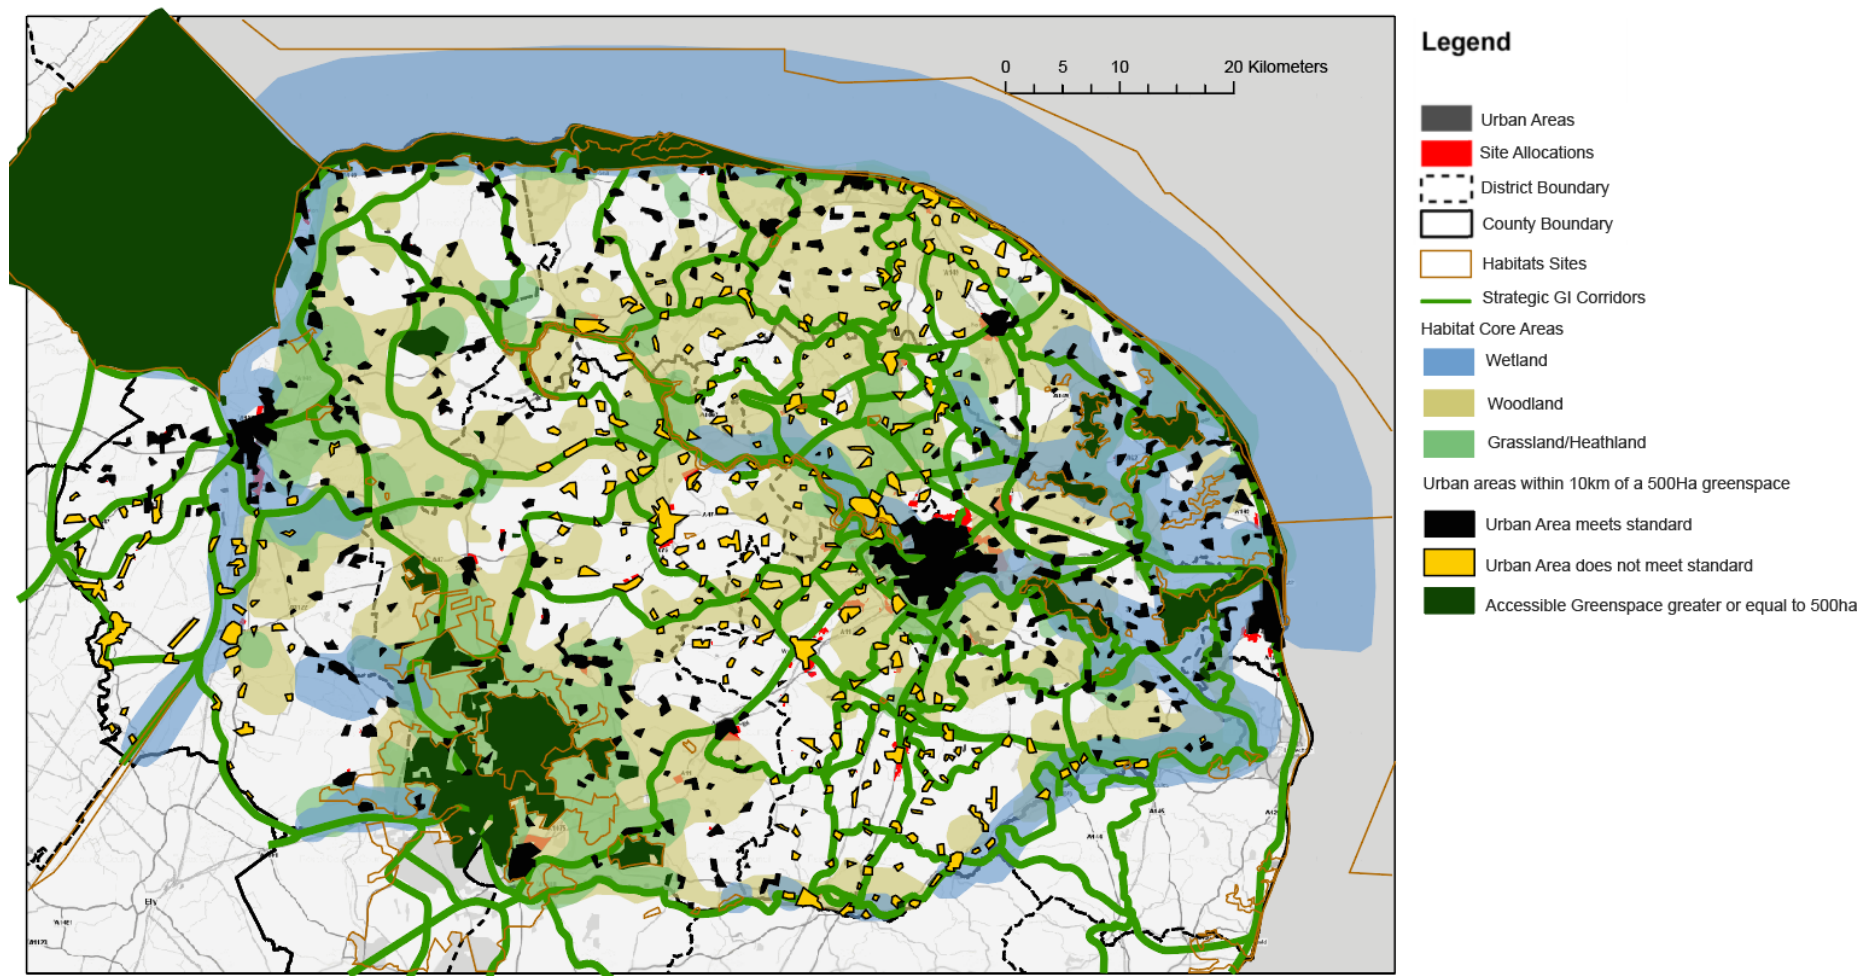 Legend
0 5 10 20 Kilometers
Urban Areas
Site Allocations
District Boundary
County Boundary
Habitats Sites
Strategic GI Corridors
Habitat Core Areas
Wetland
Woodland
Grassland/Heathland
Urban areas within 10km of a 500Ha greenspace
Urban Area meets standard
Urban Area does not meet standard
Accessible Greenspace greater or equal to 500ha
A47
Ely